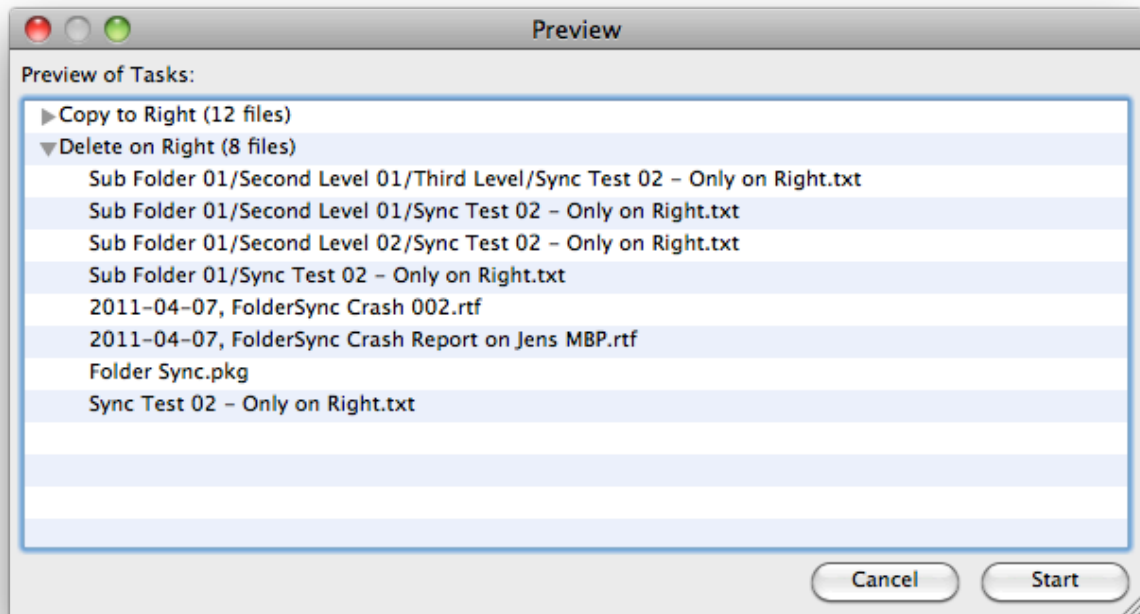 Preview
Preview of Tasks:
Copy to Right (12 files)
Delete on Right (8 files)
Sub Folder 01/Second Level 01/Third Level/Sync Test 02 – Only on Right.txt
Sub Folder 01/Second Level 01/Sync Test 02 – Only on Right.txt
Sub Folder 01/Second Level 02/Sync Test 02 – Only on Right.txt
Sub Folder 01/Sync Test 02 – Only on Right.txt
2011-04-07, FolderSync Crash 002.rtf
2011-04-07, FolderSync Crash Report on Jens MBP.rtf
Folder Sync.pkg
Sync Test 02 – Only on Right.txt
Cancel Start